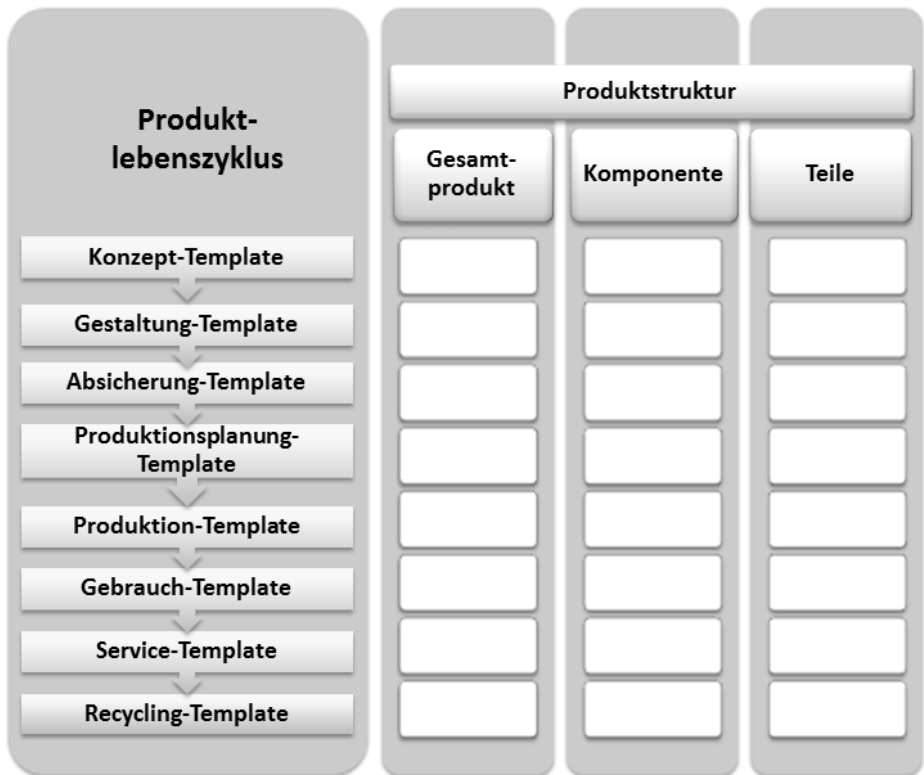 Produkt-
lebenszyklus
Produktstruktur
Gesamt-
produkt
Komponente
Teile
Konzept-Template
Gestaltung-Template
Absicherung-Template
Produktionsplanung-
Template
Produktion-Template
Gebrauch-Template
Service-Template
Recycling-Template